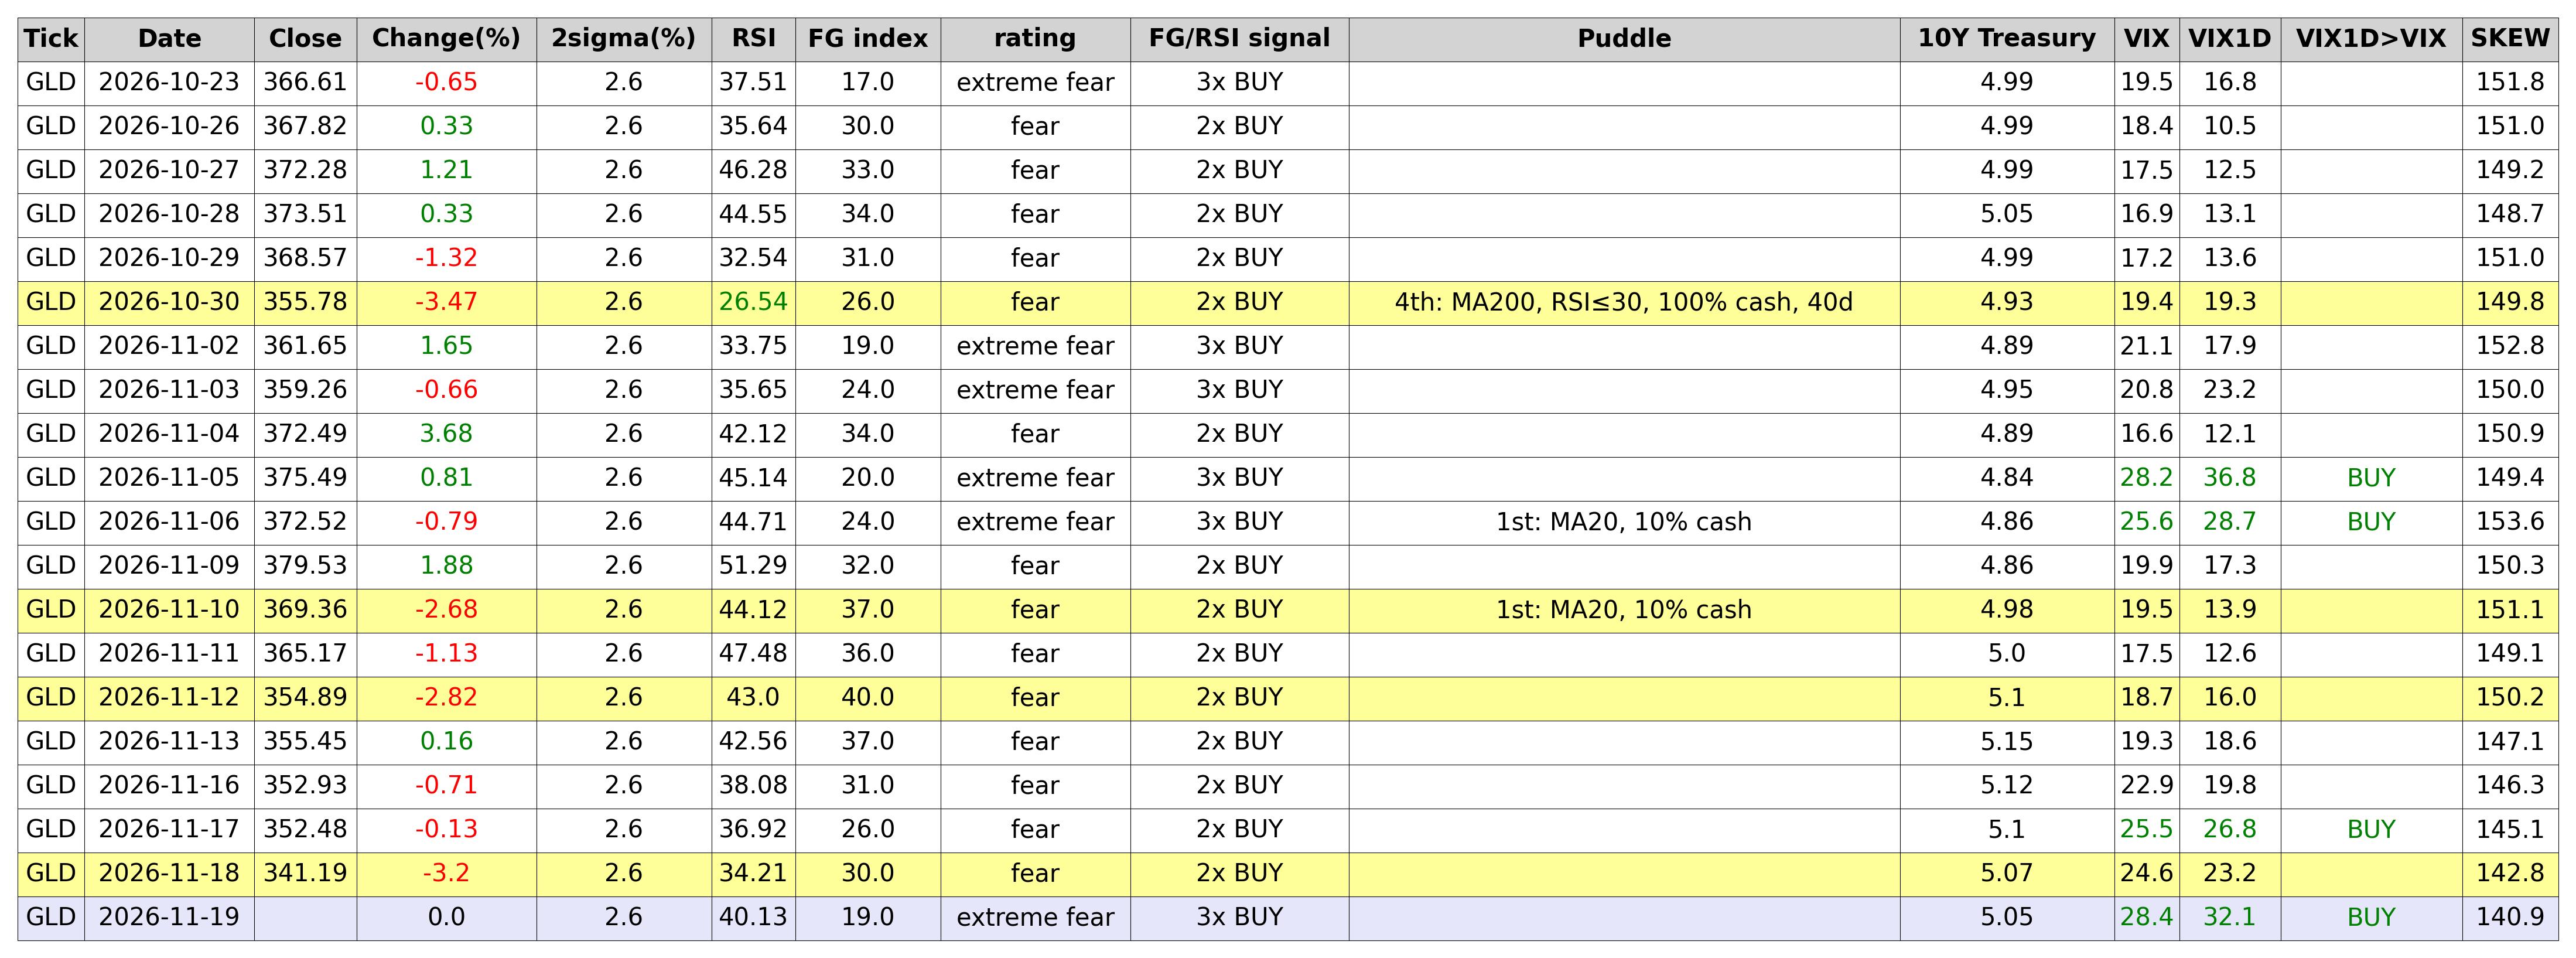 Tick Date Close Change(%) 2sigma(%) RSI FG index rating FG/RSI signal Puddle 10Y Treasury VIX VIX1D VIX1D>VIX SKEW
GLD 2026-10-23 366.61 -0.65 2.6 37.51 17.0 extreme fear 3x BUY 4.99 19.5 16.8 151.8
GLD 2026-10-26 367.82 0.33 2.6 35.64 30.0 fear 2x BUY 4.99 18.4 10.5 151.0
GLD 2026-10-27 372.28 1.21 2.6 46.28 33.0 fear 2x BUY 4.99 17.5 12.5 149.2
GLD 2026-10-28 373.51 0.33 2.6 44.55 34.0 fear 2x BUY 5.05 16.9 13.1 148.7
GLD 2026-10-29 368.57 -1.32 2.6 32.54 31.0 fear 2x BUY 4.99 17.2 13.6 151.0
GLD 2026-10-30 355.78 -3.47 2.6 26.54 26.0 fear 2x BUY 4th: MA200, RSI≤30, 100% cash, 40d 4.93 19.4 19.3 149.8
GLD 2026-11-02 361.65 1.65 2.6 33.75 19.0 extreme fear 3x BUY 4.89 21.1 17.9 152.8
GLD 2026-11-03 359.26 -0.66 2.6 35.65 24.0 extreme fear 3x BUY 4.95 20.8 23.2 150.0
GLD 2026-11-04 372.49 3.68 2.6 42.12 34.0 fear 2x BUY 4.89 16.6 12.1 150.9
GLD 2026-11-05 375.49 0.81 2.6 45.14 20.0 extreme fear 3x BUY 4.84 28.2 36.8 BUY 149.4
GLD 2026-11-06 372.52 -0.79 2.6 44.71 24.0 extreme fear 3x BUY 1st: MA20, 10% cash 4.86 25.6 28.7 BUY 153.6
GLD 2026-11-09 379.53 1.88 2.6 51.29 32.0 fear 2x BUY 4.86 19.9 17.3 150.3
GLD 2026-11-10 369.36 -2.68 2.6 44.12 37.0 fear 2x BUY 1st: MA20, 10% cash 4.98 19.5 13.9 151.1
GLD 2026-11-11 365.17 -1.13 2.6 47.48 36.0 fear 2x BUY 5.0 17.5 12.6 149.1
GLD 2026-11-12 354.89 -2.82 2.6 43.0 40.0 fear 2x BUY 5.1 18.7 16.0 150.2
GLD 2026-11-13 355.45 0.16 2.6 42.56 37.0 fear 2x BUY 5.15 19.3 18.6 147.1
GLD 2026-11-16 352.93 -0.71 2.6 38.08 31.0 fear 2x BUY 5.12 22.9 19.8 146.3
GLD 2026-11-17 352.48 -0.13 2.6 36.92 26.0 fear 2x BUY 5.1 25.5 26.8 BUY 145.1
GLD 2026-11-18 341.19 -3.2 2.6 34.21 30.0 fear 2x BUY 5.07 24.6 23.2 142.8
GLD 2026-11-19 0.0 2.6 40.13 19.0 extreme fear 3x BUY 5.05 28.4 32.1 BUY 140.9